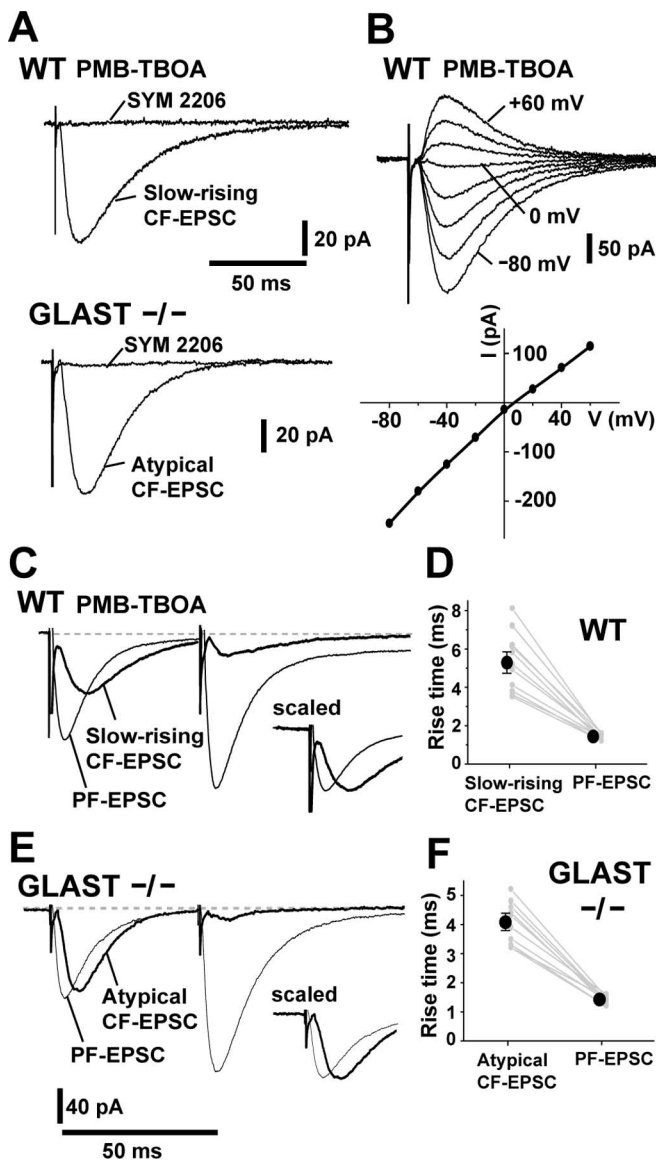 A
WT PMB-TBOA
SYM 2206
Slow-rising
CF-EPSC
20 pA
50 ms
GLAST −/−
SYM 2206
20 pA
Atypical
CF-EPSC
B
WT PMB-TBOA
+60 mV
0 mV
50 pA
−80 mV
I (pA)
100
-80
-40
0
40
V (mV)
-100
-200
C
WT PMB-TBOA
Slow-rising
CF-EPSC
PF-EPSC
scaled
D
WT
Rise time (ms)
8
6
4
2
0
Slow-rising
CF-EPSC
PF-EPSC
E
GLAST −/−
Atypical
CF-EPSC
PF-EPSC
scaled
40 pA
50 ms
F
GLAST
−/−
Rise time (ms)
5
4
3
2
1
0
Atypical
CF-EPSC
PF-EPSC